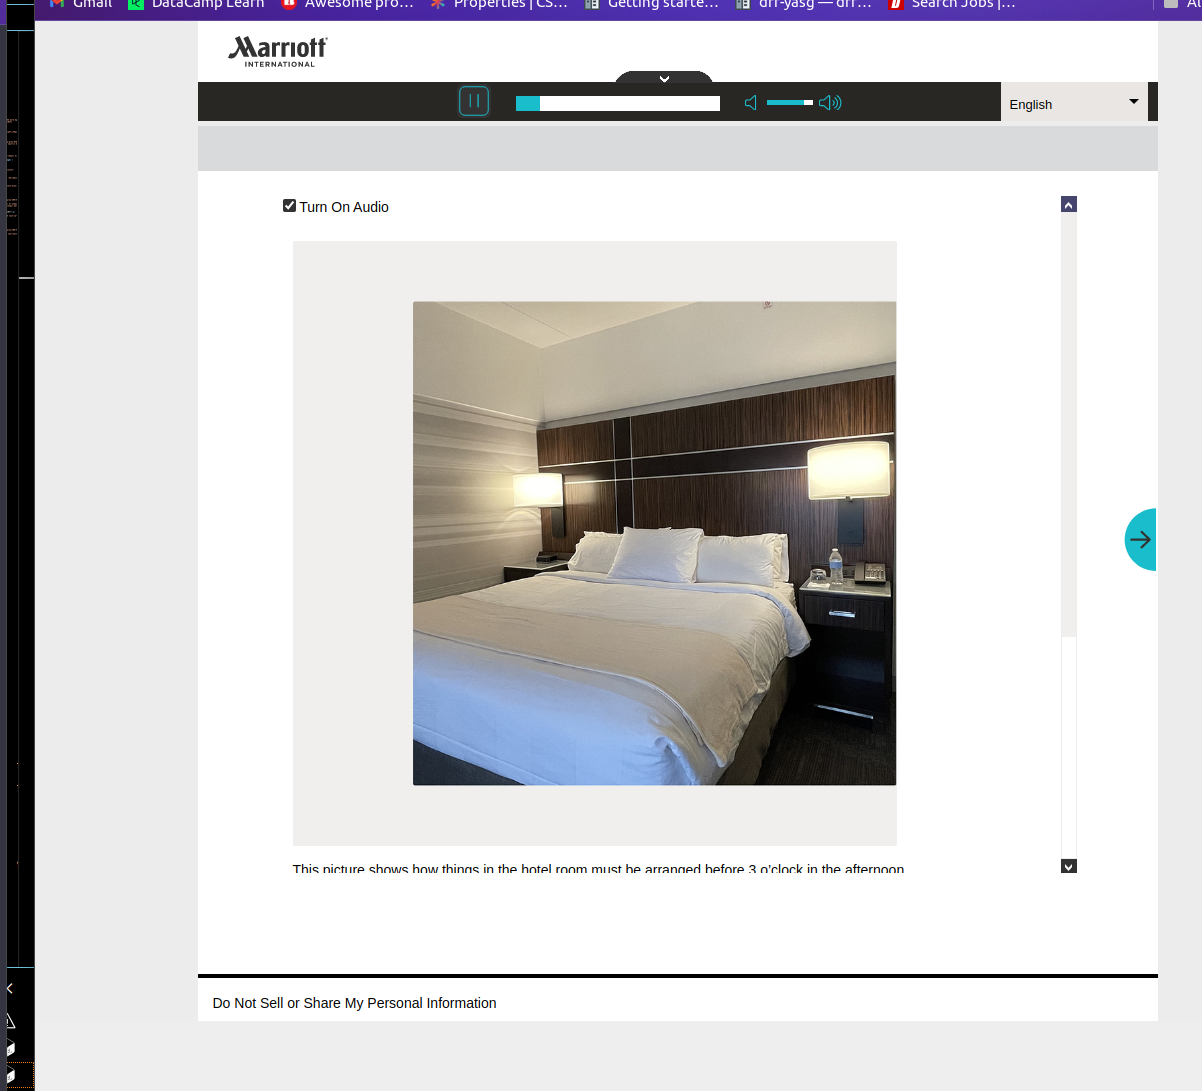 Gmail
DataCamp Learn
Awesome pro...
Properties | CS...
Getting starte...
drf-yasg — drf...
Search Jobs |...
Marriott
INTERNATIONAL
English
Turn On Audio
This picture shows how things in the hotel room must be arranged before 3 o'clock in the afternoon
Do Not Sell or Share My Personal Information